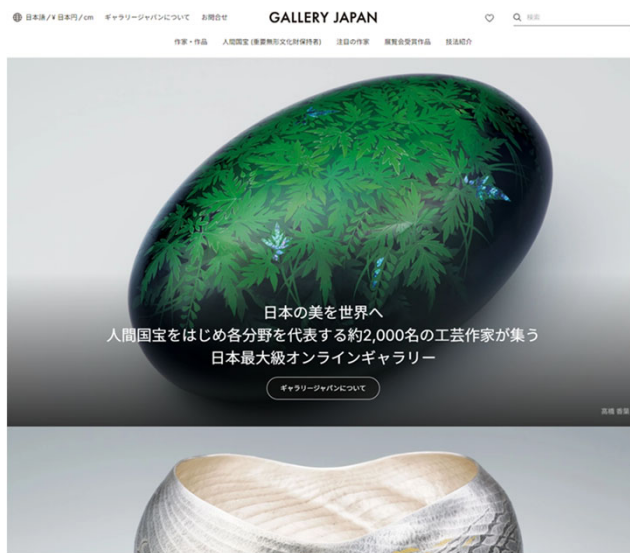 日本語 / ¥ 日本円 / cm ギャラリージャパンについて お問合せ GALLERY JAPAN 検索
作家・作品 人間国宝 (重要無形文化財保持者) 注目の作家 展覧会受賞作品 技法紹介
日本の美を世界へ
人間国宝をはじめ各分野を代表する約2,000名の工芸作家が集う
日本最大級オンラインギャラリー
ギャラリージャパンについて